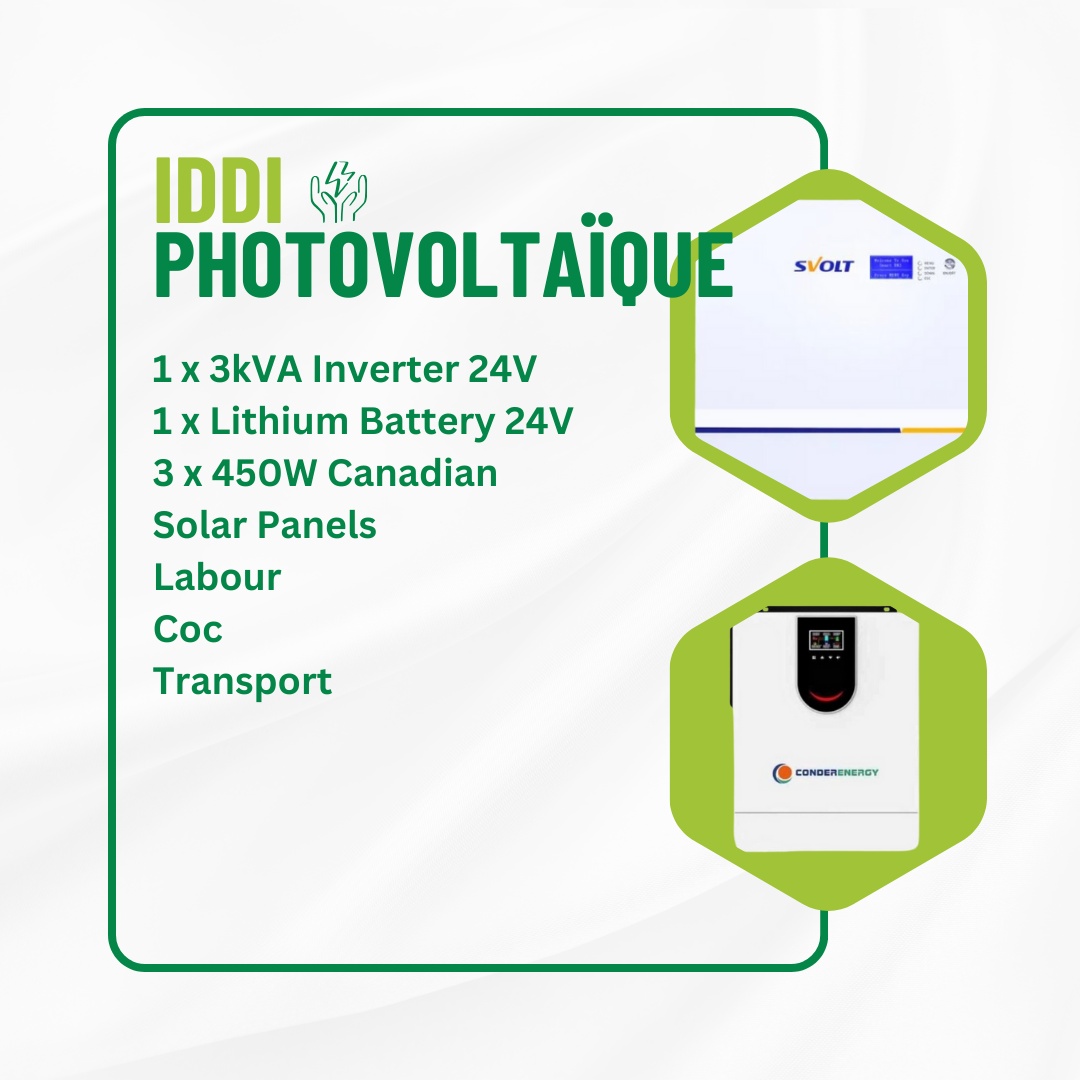 IDDI
PHOTOVOLTAÏQUE
1 x 3kVA Inverter 24V
1 x Lithium Battery 24V
3 x 450W Canadian
Solar Panels
Labour
Coc
Transport
SVOLT
CONDERENERGY